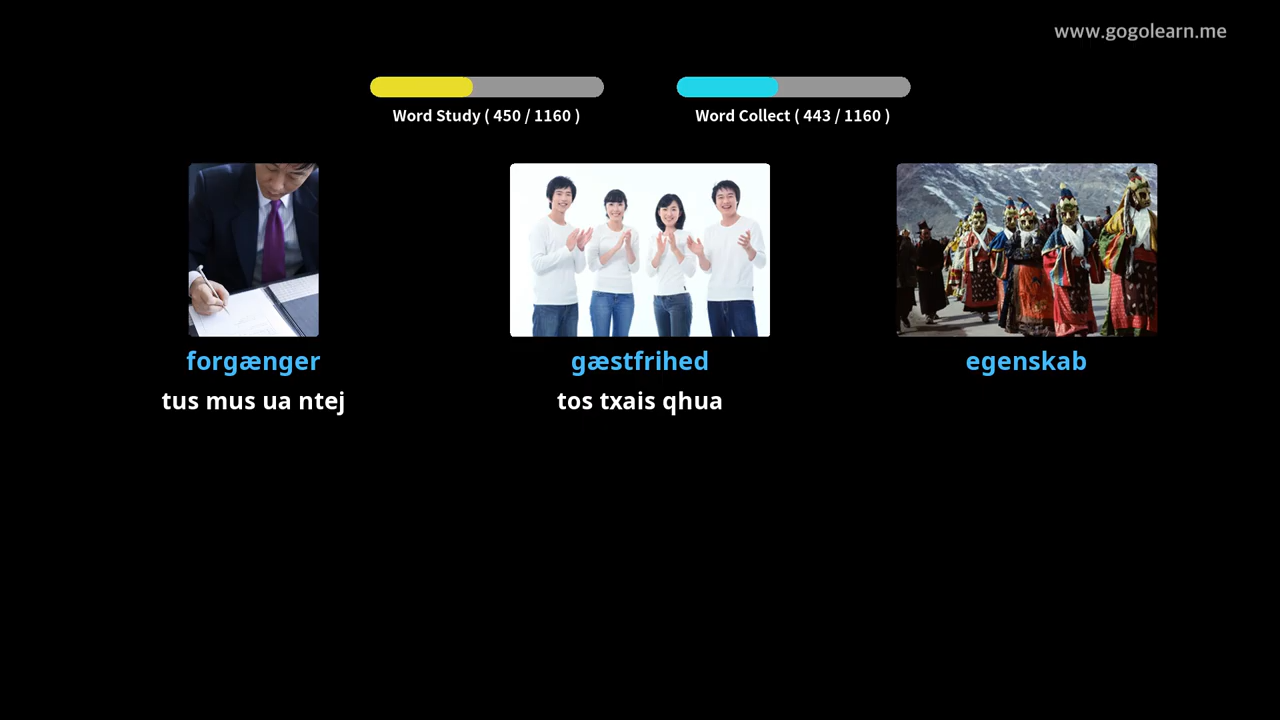 www.gogolearn.me
Word Study ( 450 / 1160 )
Word Collect ( 443 / 1160 )
forgænger
tus mus ua ntej
gæstfrihed
tos txais qhua
egenskab